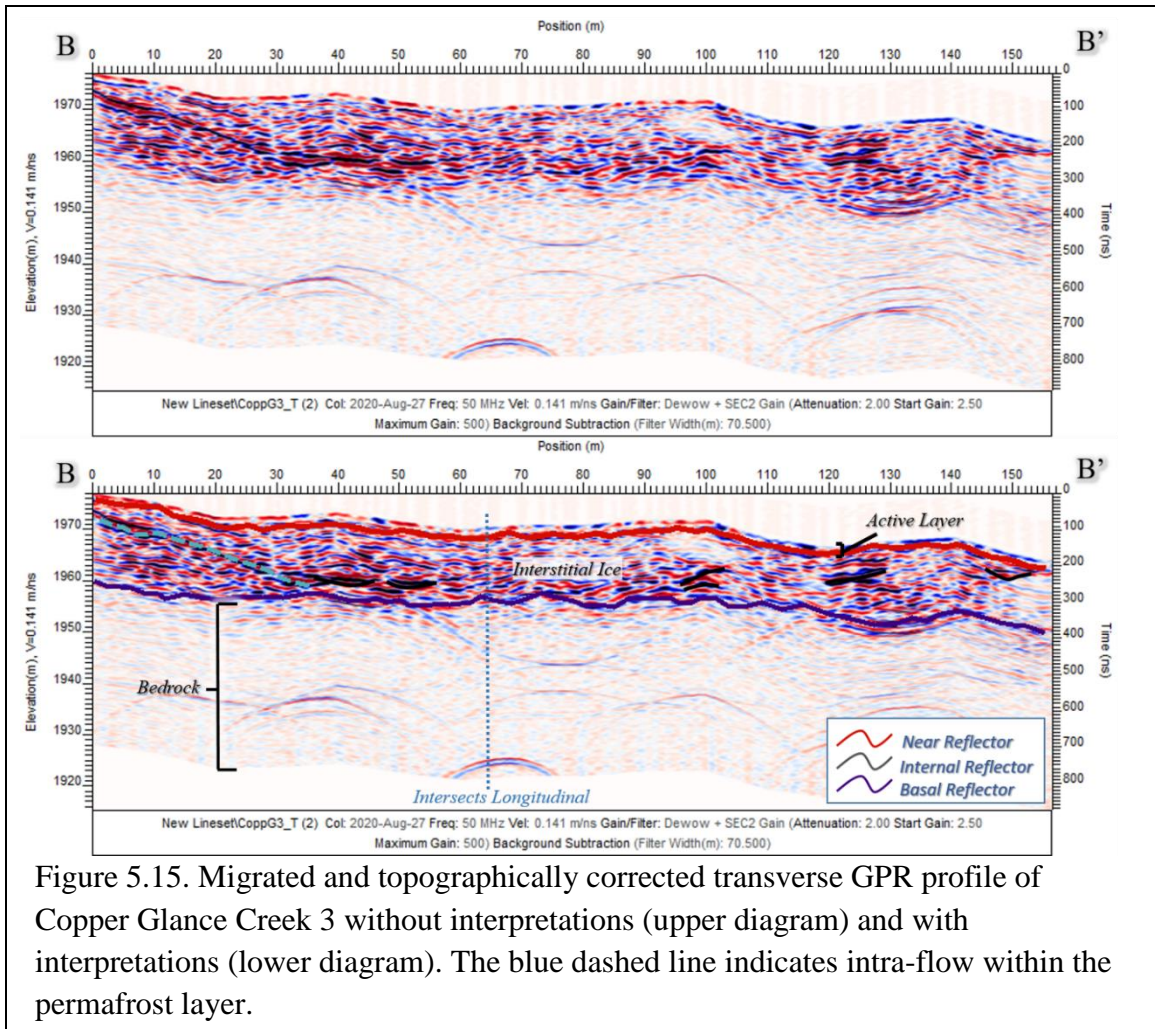 Position (m)
B B'
0 10 20 30 40 50 60 70 80 90 100 110 120 130 140 150
1970
1960
1950
1940
1930
1920
Elevation(m), V=0.141 m/ns
0
100
200
300
400
500
600
700
800
Time (ns)
New Lineset\CoppG3_T (2) Col: 2020-Aug-27 Freq: 50 MHz Vel: 0.141 m/ns Gain/Filter: Dewow + SEC2 Gain (Attenuation: 2.00 Start Gain: 2.50
Maximum Gain: 500) Background Subtraction (Filter Width(m): 70.500)
Position (m)
B B'
0 10 20 30 40 50 60 70 80 90 100 110 120 130 140 150
1970
1960
1950
1940
1930
1920
Elevation(m), V=0.141 m/ns
0
100
200
300
400
500
600
700
800
Time (ns)
Active Layer
Interstitial Ice
Bedrock
Intersects Longitudinal
Near Reflector
Internal Reflector
Basal Reflector
New Lineset\CoppG3_T (2) Col: 2020-Aug-27 Freq: 50 MHz Vel: 0.141 m/ns Gain/Filter: Dewow + SEC2 Gain (Attenuation: 2.00 Start Gain: 2.50
Maximum Gain: 500) Background Subtraction (Filter Width(m): 70.500)
Figure 5.15. Migrated and topographically corrected transverse GPR profile of
Copper Glance Creek 3 without interpretations (upper diagram) and with
interpretations (lower diagram). The blue dashed line indicates intra-flow within the
permafrost layer.